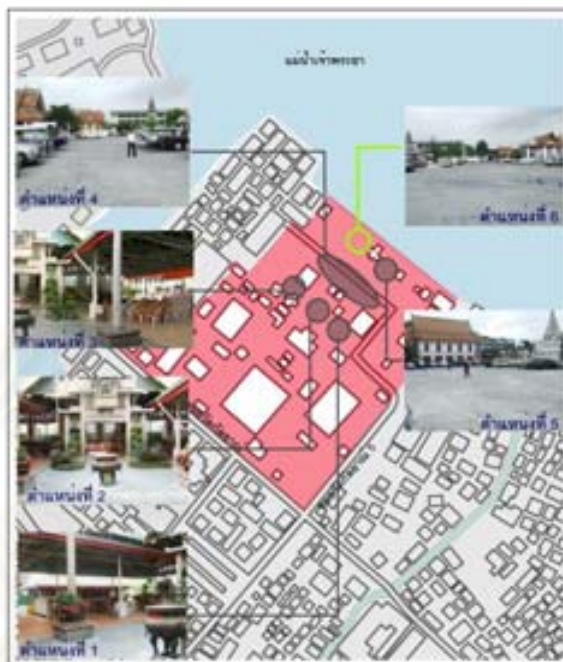 แม่น้ำเจ้าพระยา
ตำแหน่งที่ 4
ตำแหน่งที่ 6
ตำแหน่งที่ 3
ตำแหน่งที่ 5
ตำแหน่งที่ 2
ตำแหน่งที่ 1